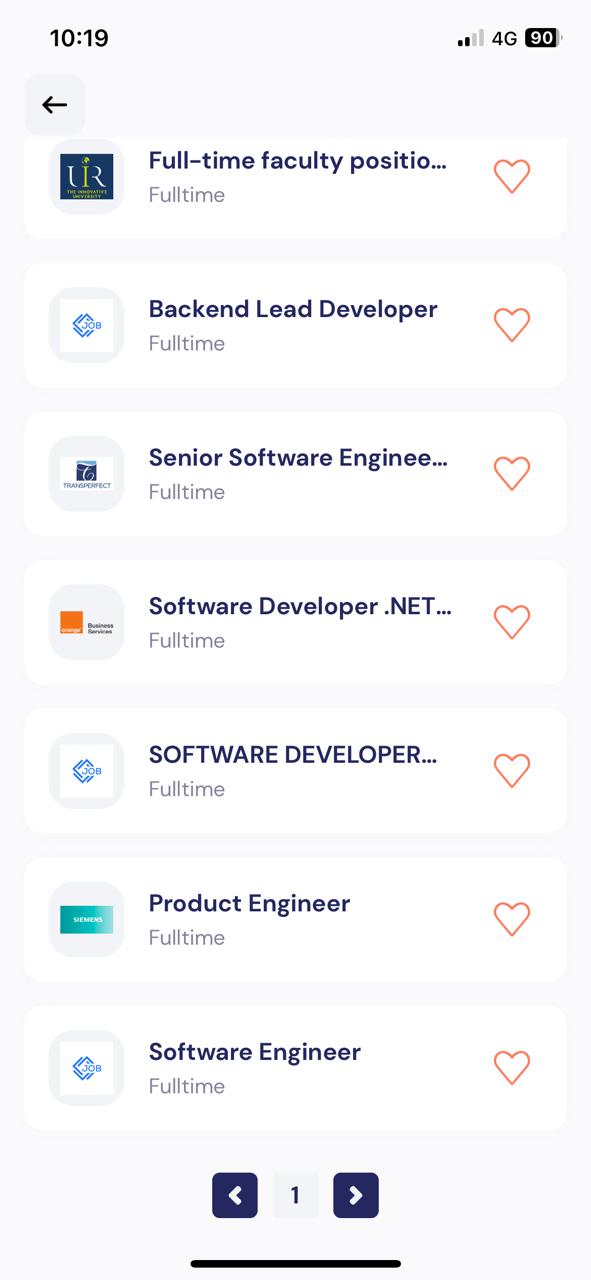 10:19
4G
90
UIR
THE INNOVATIVE
UNIVERSITY
Full-time faculty positio...
Fulltime
JOB
Backend Lead Developer
Fulltime
TRANSPERFECT
Senior Software Enginee...
Fulltime
orange
Business
Services
Software Developer .NET...
Fulltime
JOB
SOFTWARE DEVELOPER...
Fulltime
SIEMENS
Product Engineer
Fulltime
JOB
Software Engineer
Fulltime
1